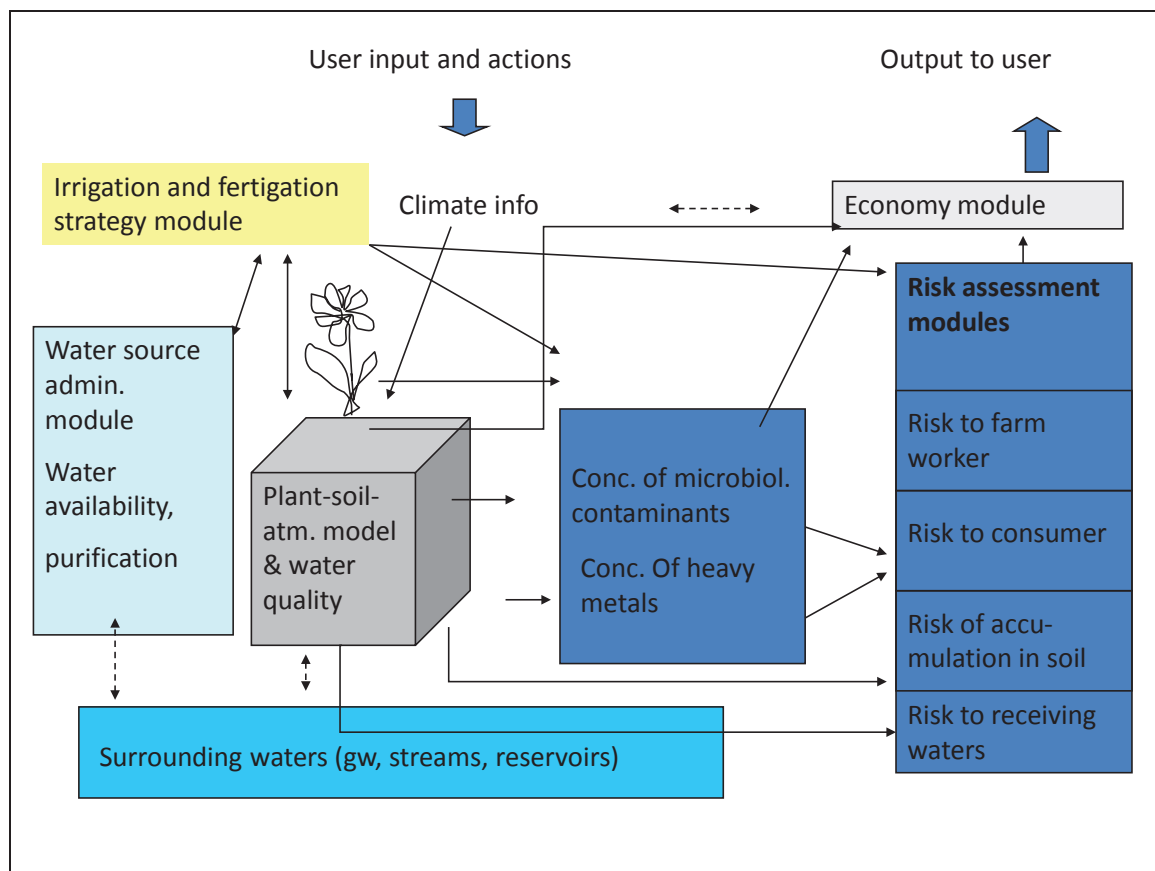 User input and actions
Output to user
Irrigation and fertigation
strategy module
Climate info
Economy module
Water source
admin.
module
Water
availability,
purification
Plant-soil-
atm. model
& water
quality
Conc. of microbiol.
contaminants
Conc. Of heavy
metals
Risk assessment
modules
Risk to farm
worker
Risk to consumer
Risk of accu-
mulation in soil
Risk to receiving
waters
Surrounding waters (gw, streams, reservoirs)